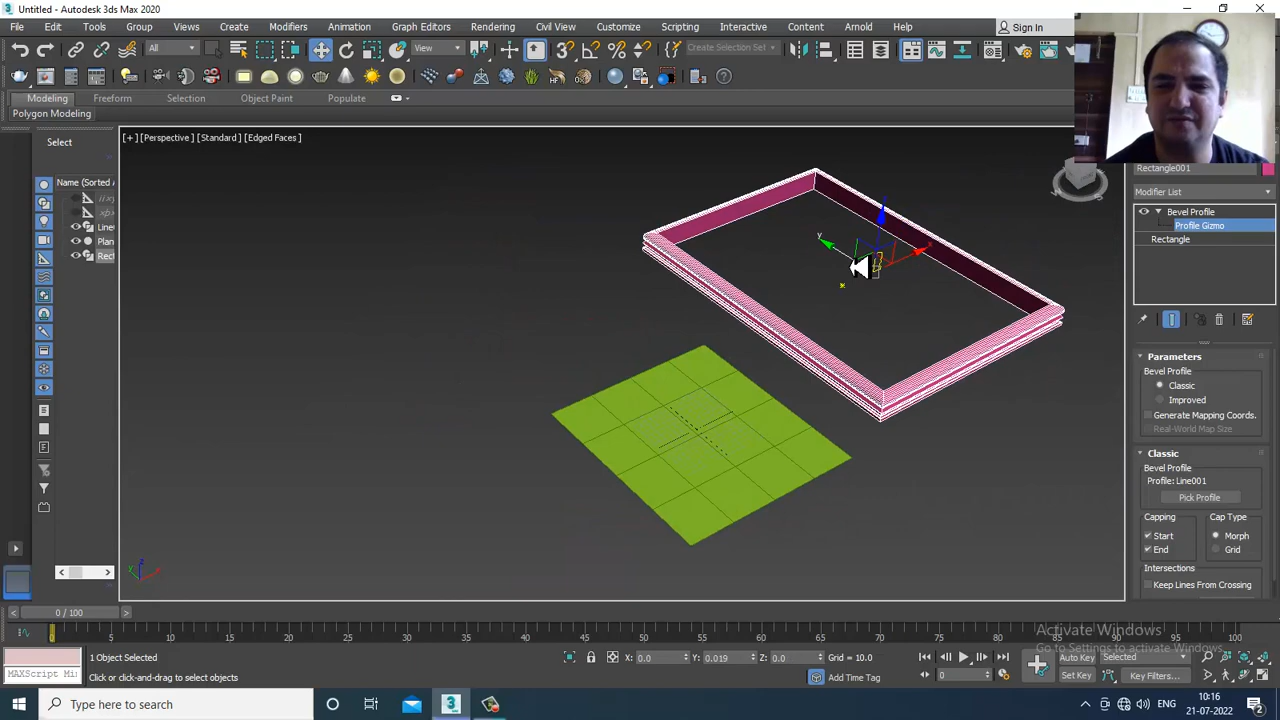 Untitled - Autodesk 3ds Max 2020
File Edit Tools Group Views Create Modifiers Animation Graph Editors Rendering Civil View Customize Scripting Interactive Content Arnold Help Sign In
All View Create Selection Set
Modeling Freeform Selection Object Paint Populate
Polygon Modeling
Select
[+] [Perspective] [Standard] [Edged Faces]
Name (Sorted A
Line
Plan
Rect
Rectangle001
Modifier List
Bevel Profile
Profile Gizmo
Rectangle
Parameters
Bevel Profile
Classic
Improved
Generate Mapping Coords.
Real-World Map Size
Classic
Bevel Profile
Profile: Line001
Pick Profile
Capping Cap Type
Start Morph
End Grid
Intersections
Keep Lines From Crossing
x
y
z
0 / 100
0 5 10 15 20 25 30 35 40 45 50 55 60 65 70 75 80 85 90 95 100
Activate Windows
Go to Settings to activate Windows.
MAXScript Mi
1 Object Selected
Click or click-and-drag to select objects
X: 0.0 Y: 0.019 Z: 0.0 Grid = 10.0
Add Time Tag
0
Auto Key Selected
Set Key Key Filters...
Type here to search
3
ENG
10:16
21-07-2022
2